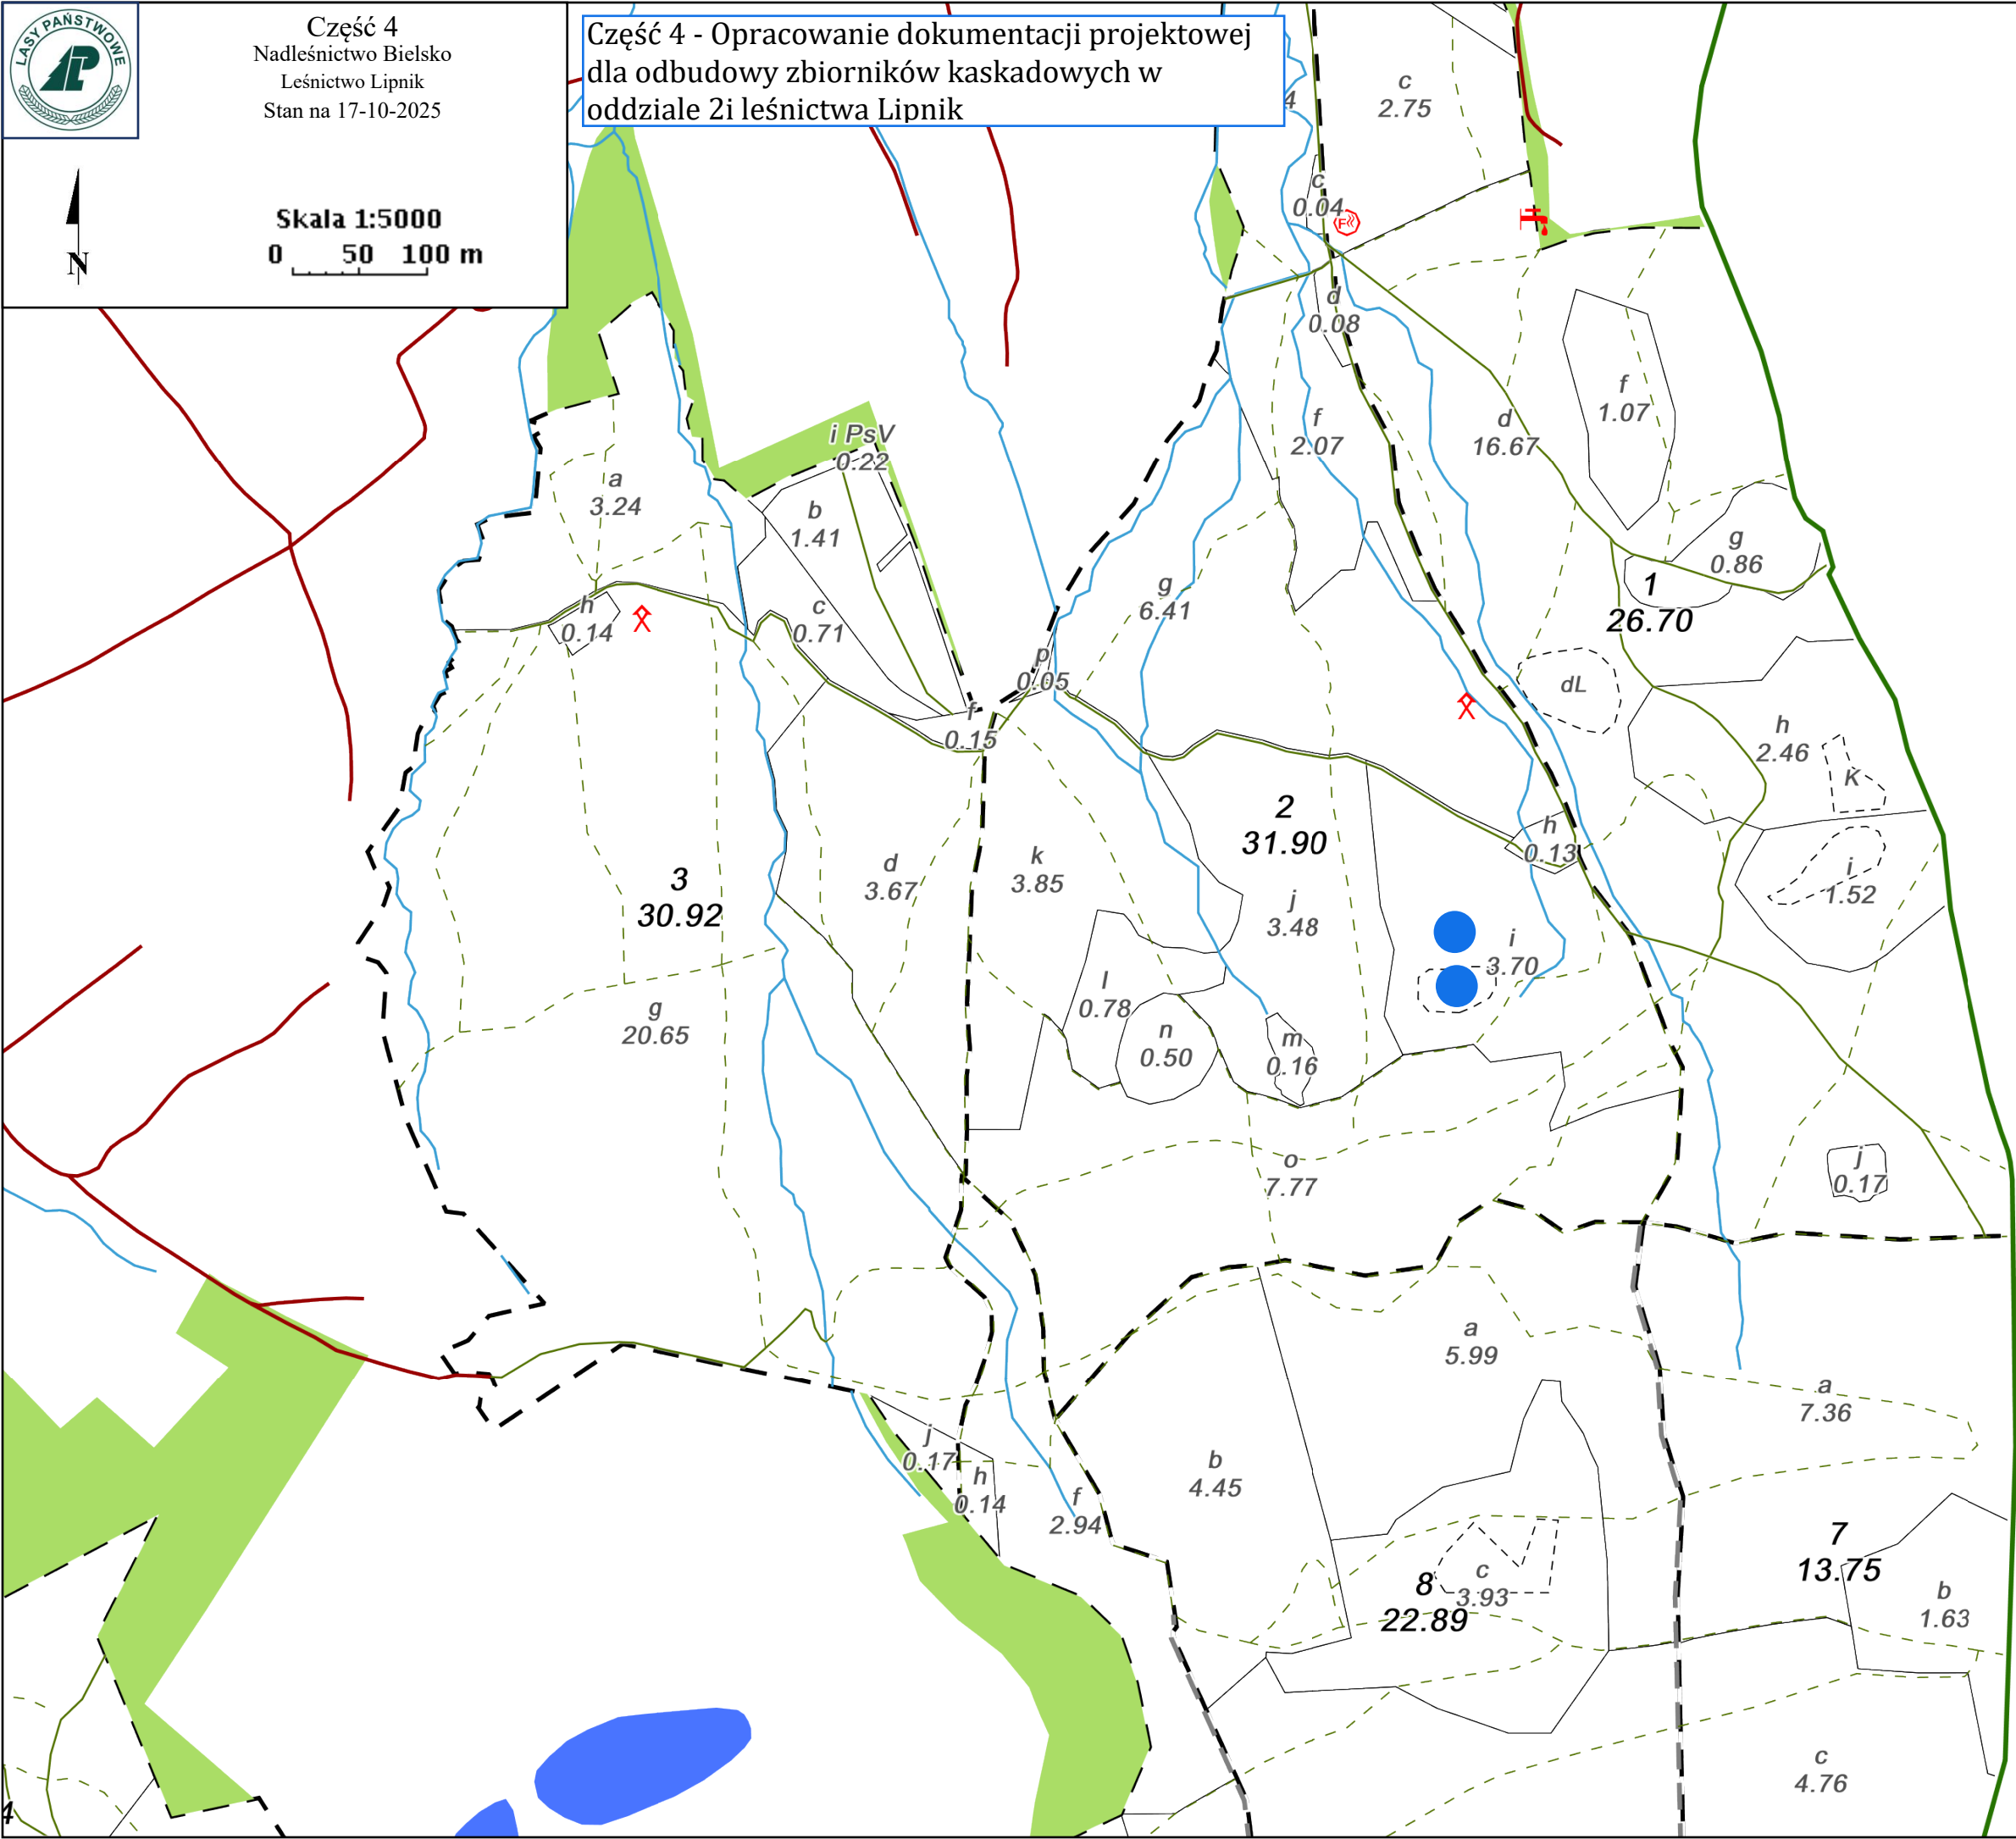 LASY PAŃSTWOWE
Część 4
Nadleśnictwo Bielsko
Leśnictwo Lipnik
Stan na 17-10-2025
N
Skala 1:5000
0 50 100 m
Część 4 - Opracowanie dokumentacji projektowej
dla odbudowy zbiorników kaskadowych w
oddziale 2i leśnictwa Lipnik
4
c
2.75
c
0.04
F
d
0.08
f
2.07
d
16.67
f
1.07
g
0.86
1
26.70
dL
h
2.46
K
i
1.52
j
0.17
i PsV
0.22
a
3.24
b
1.41
h
0.14
c
0.71
g
6.41
p
0.05
f
0.15
2
31.90
h
0.13
3
30.92
d
3.67
k
3.85
j
3.48
i
3.70
l
0.78
n
0.50
m
0.16
g
20.65
o
7.77
a
5.99
a
7.36
j
0.17
h
0.14
f
2.94
b
4.45
8
22.89
c
3.93
7
13.75
b
1.63
c
4.76
4